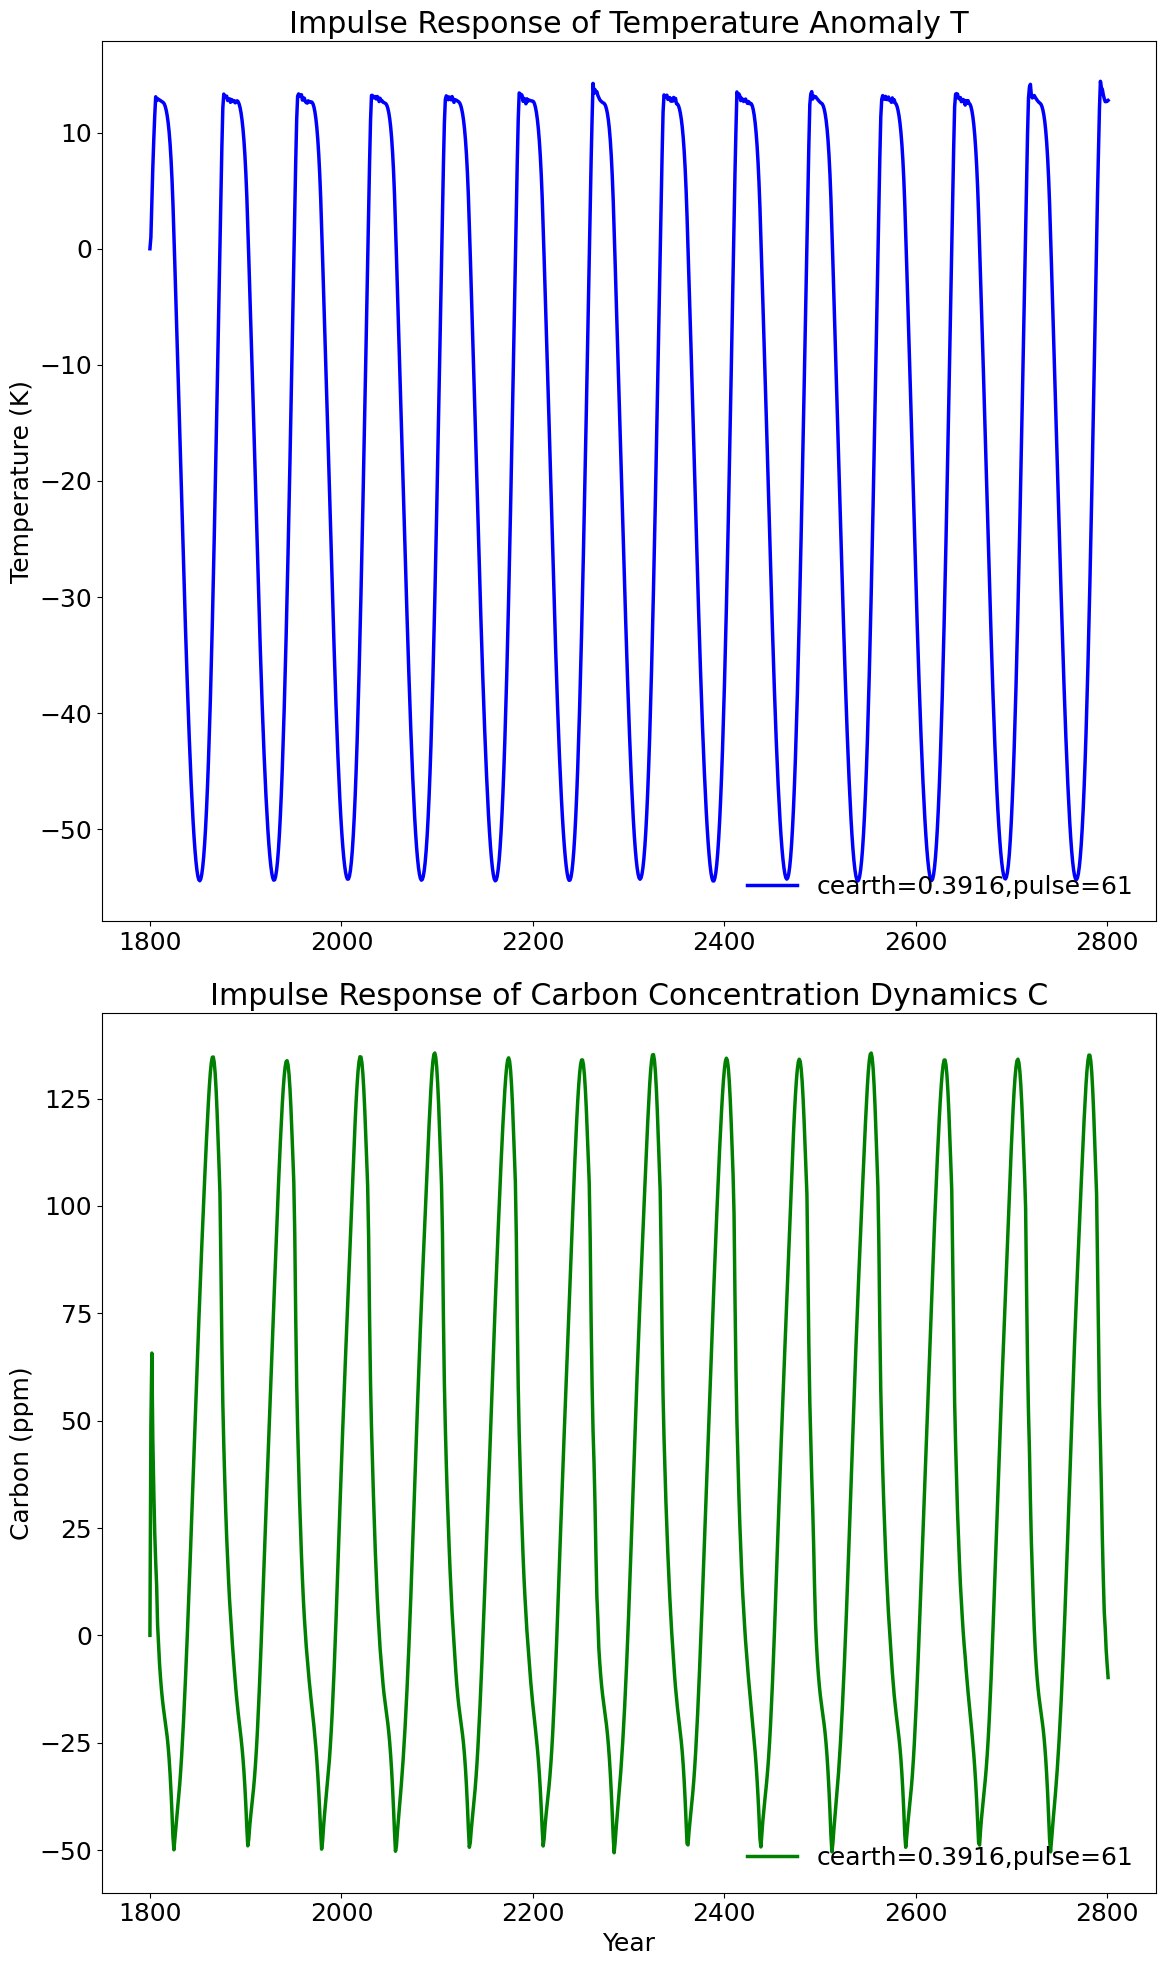 Impulse Response of Temperature Anomaly T
Temperature (K)
10
0
−10
−20
−30
−40
−50
cearth=0.3916,pulse=61
1800 2000 2200 2400 2600 2800
Impulse Response of Carbon Concentration Dynamics C
Carbon (ppm)
125
100
75
50
25
0
−25
−50
cearth=0.3916,pulse=61
1800 2000 2200 2400 2600 2800
Year